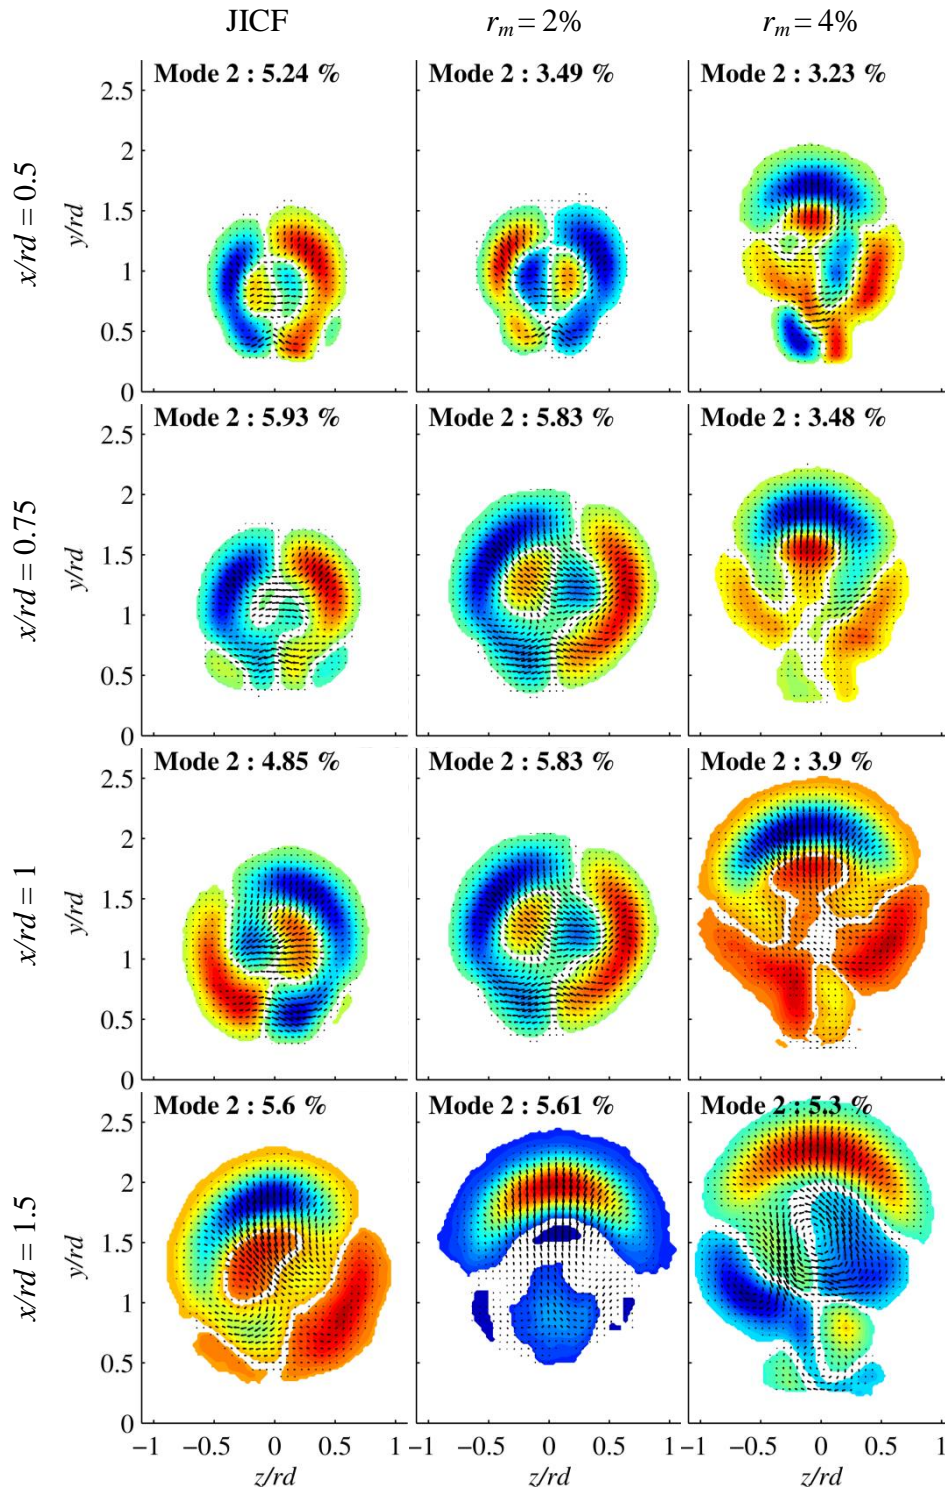 JICF r_m = 2% r_m = 4%
Mode 2 : 5.24 % Mode 2 : 3.49 % Mode 2 : 3.23 %
x/rd = 0.5
y/rd
2.5
2
1.5
1
0.5
0
Mode 2 : 5.93 % Mode 2 : 5.83 % Mode 2 : 3.48 %
x/rd = 0.75
y/rd
2.5
2
1.5
1
0.5
0
Mode 2 : 4.85 % Mode 2 : 5.83 % Mode 2 : 3.9 %
x/rd = 1
y/rd
2.5
2
1.5
1
0.5
0
Mode 2 : 5.6 % Mode 2 : 5.61 % Mode 2 : 5.3 %
x/rd = 1.5
y/rd
2.5
2
1.5
1
0.5
0
−1 −0.5 0 0.5 1 −1 −0.5 0 0.5 1 −1 −0.5 0 0.5 1
z/rd z/rd z/rd